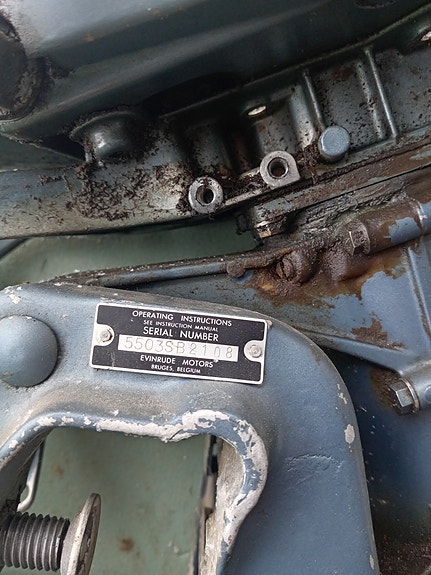 OPERATING INSTRUCTIONS
SEE INSTRUCTION MANUAL
SERIAL NUMBER
5503SB2108
EVINRUDE MOTORS
BRUGES, BELGIUM